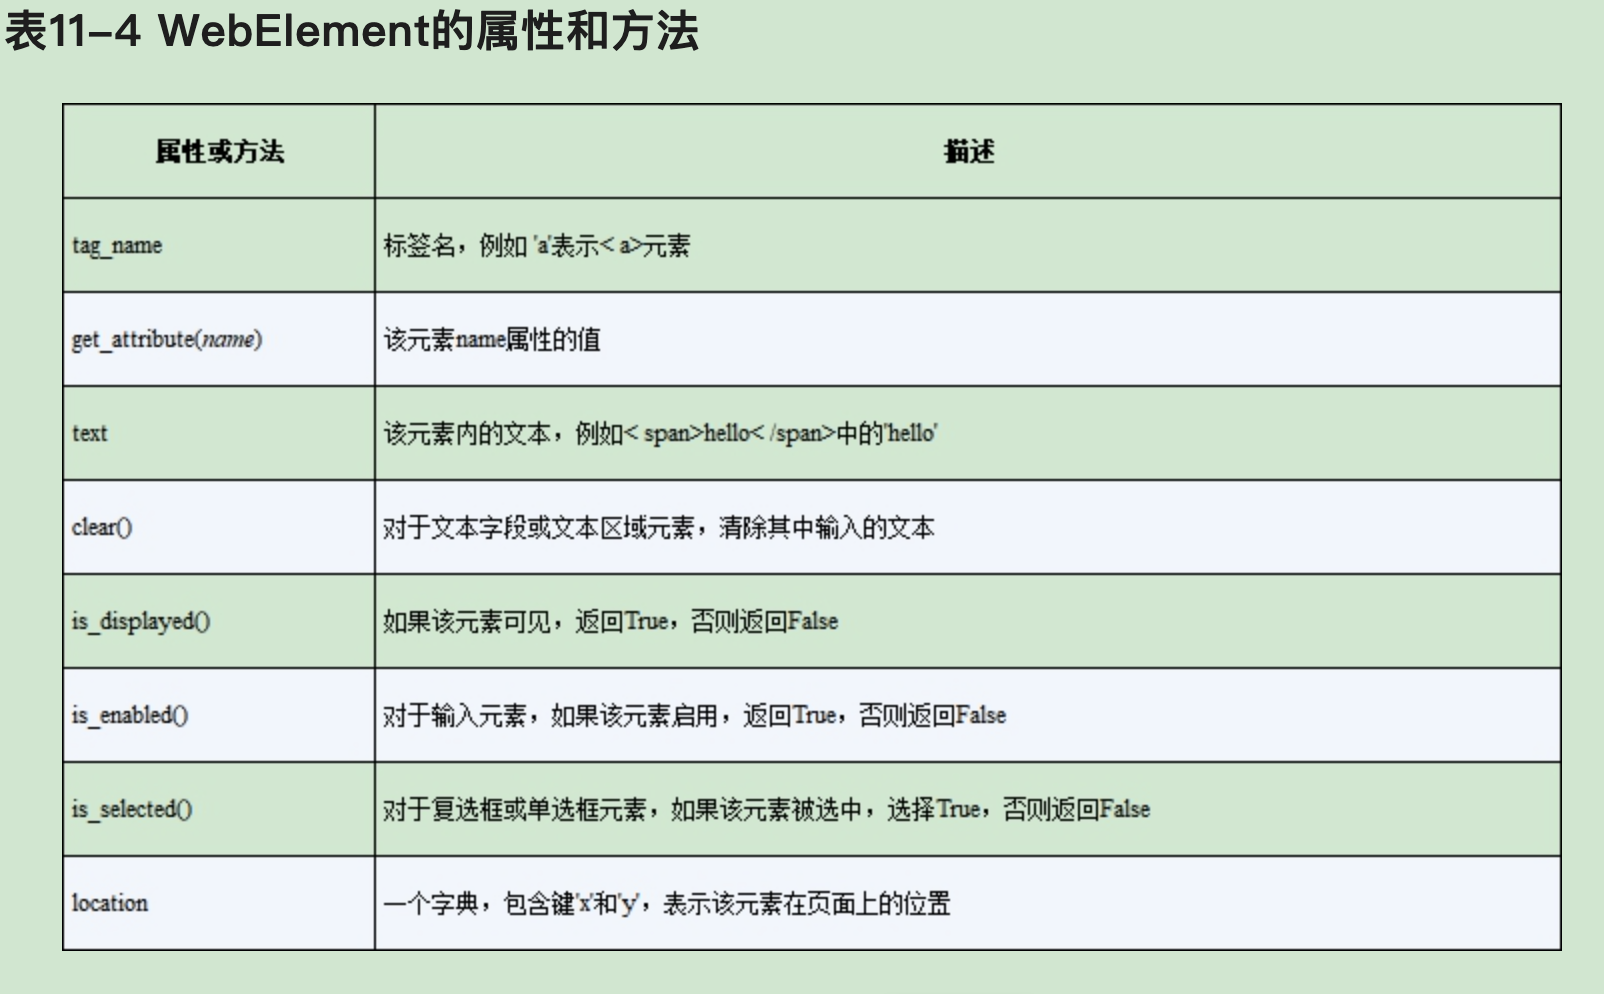 表11-4 WebElement的属性和方法
属性或方法 描述
tag_name 标签名，例如 'a'表示< a>元素
get_attribute(name) 该元素name属性的值
text 该元素内的文本，例如< span>hello< /span>中的'hello'
clear() 对于文本字段或文本区域元素，清除其中输入的文本
is_displayed() 如果该元素可见，返回True，否则返回False
is_enabled() 对于输入元素，如果该元素启用，返回True，否则返回False
is_selected() 对于复选框或单选框元素，如果该元素被选中，选择True，否则返回False
location 一个字典，包含键'x'和'y'，表示该元素在页面上的位置